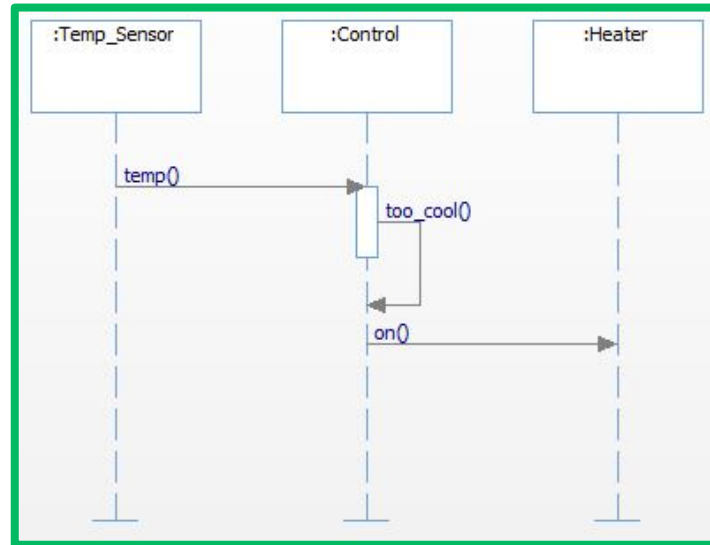 :Temp_Sensor
:Control
:Heater
temp()
too_cool()
on()